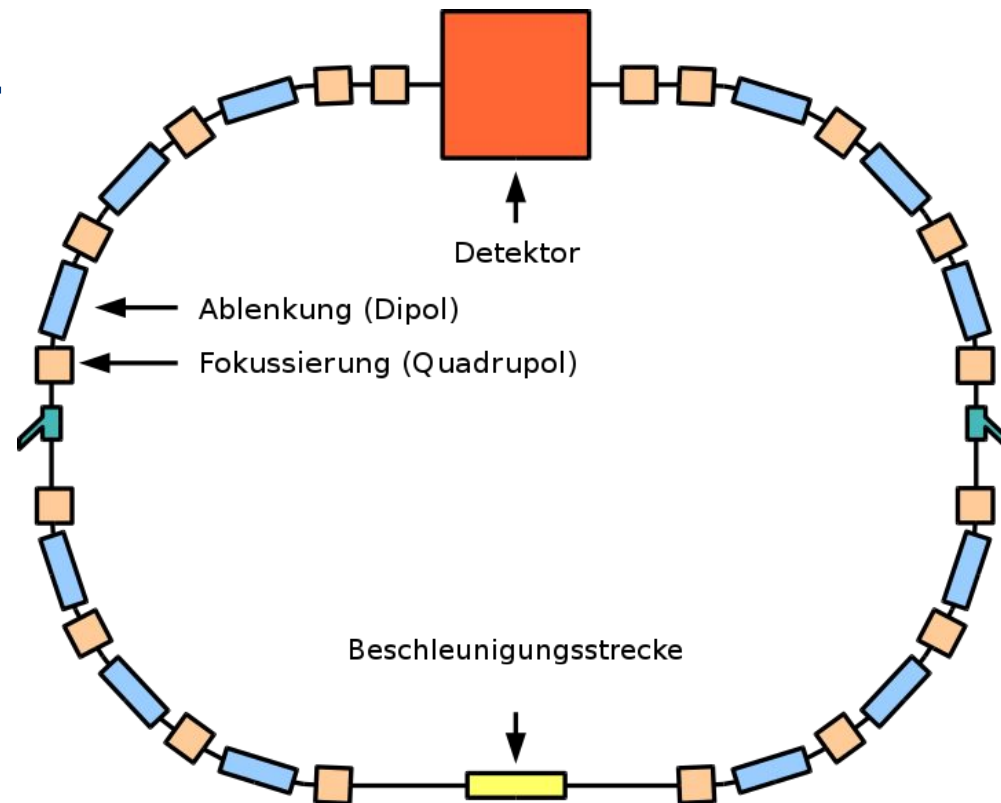 Detektor
Ablenkung (Dipol)
Fokussierung (Quadrupol)
Beschleunigungsstrecke